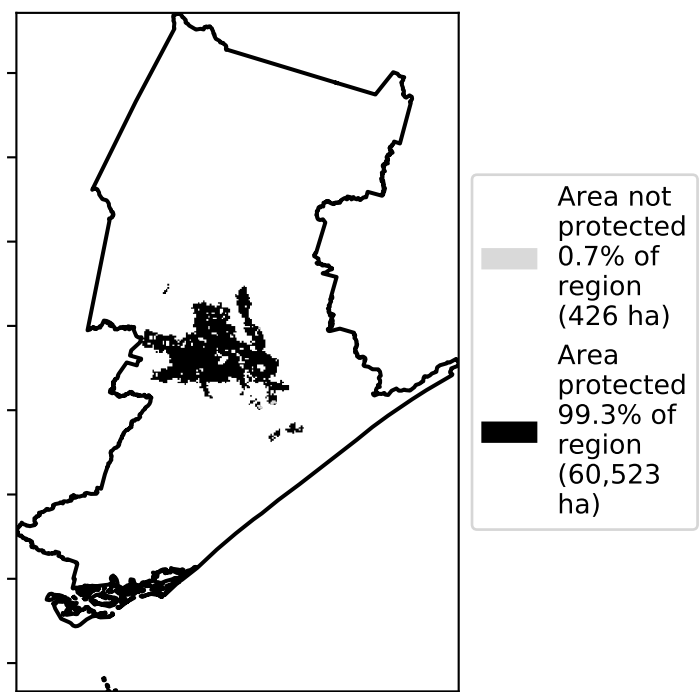 Area not
protected
0.7% of
region
(426 ha)
Area
protected
99.3% of
region
(60,523
ha)